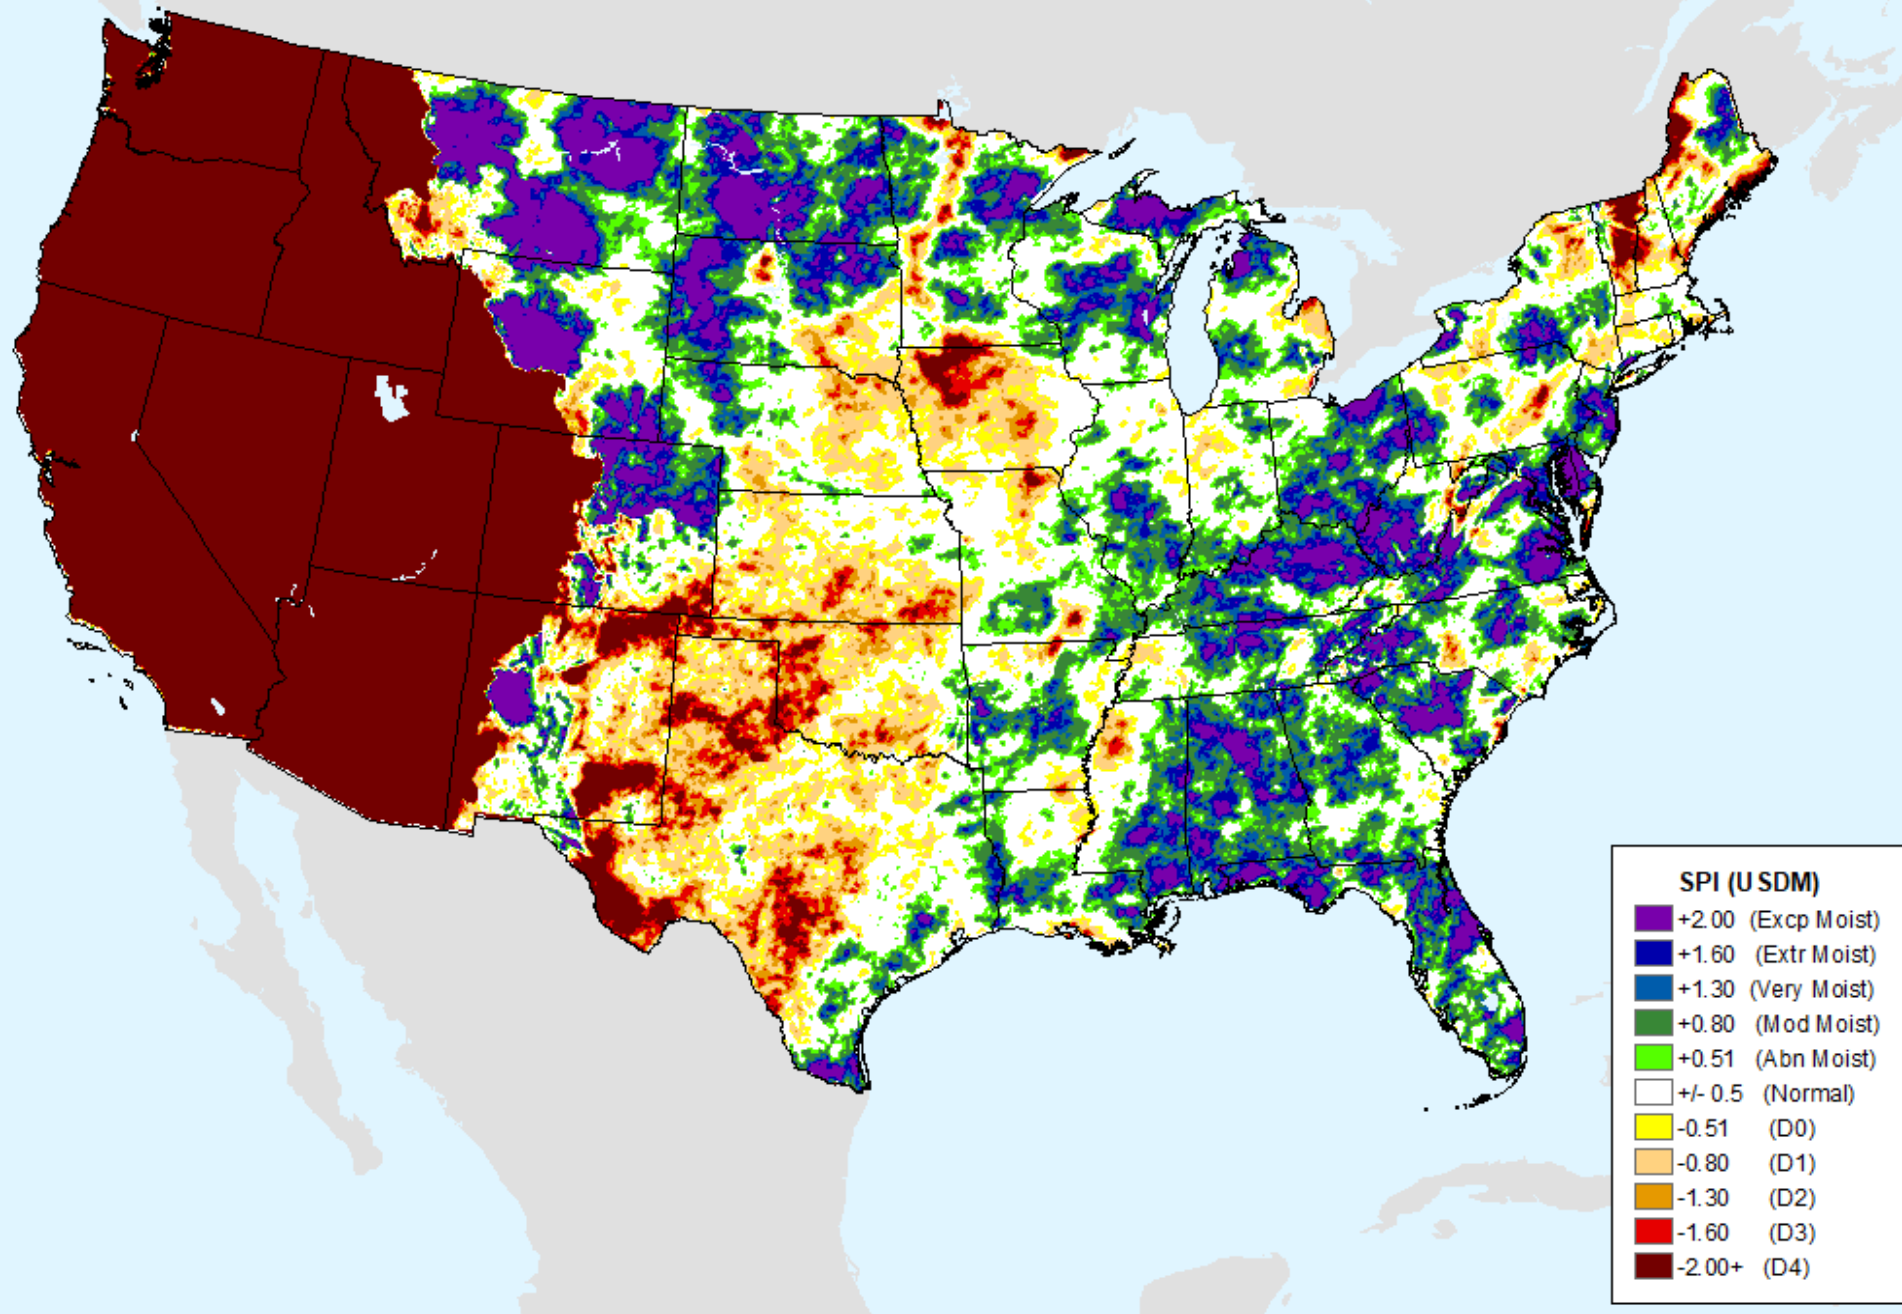 SPI (USDM)
+2.00 (Excp Moist)
+1.60 (Extr Moist)
+1.30 (Very Moist)
+0.80 (Mod Moist)
+0.51 (Abn Moist)
+/- 0.5 (Normal)
-0.51 (D0)
-0.80 (D1)
-1.30 (D2)
-1.60 (D3)
-2.00+ (D4)